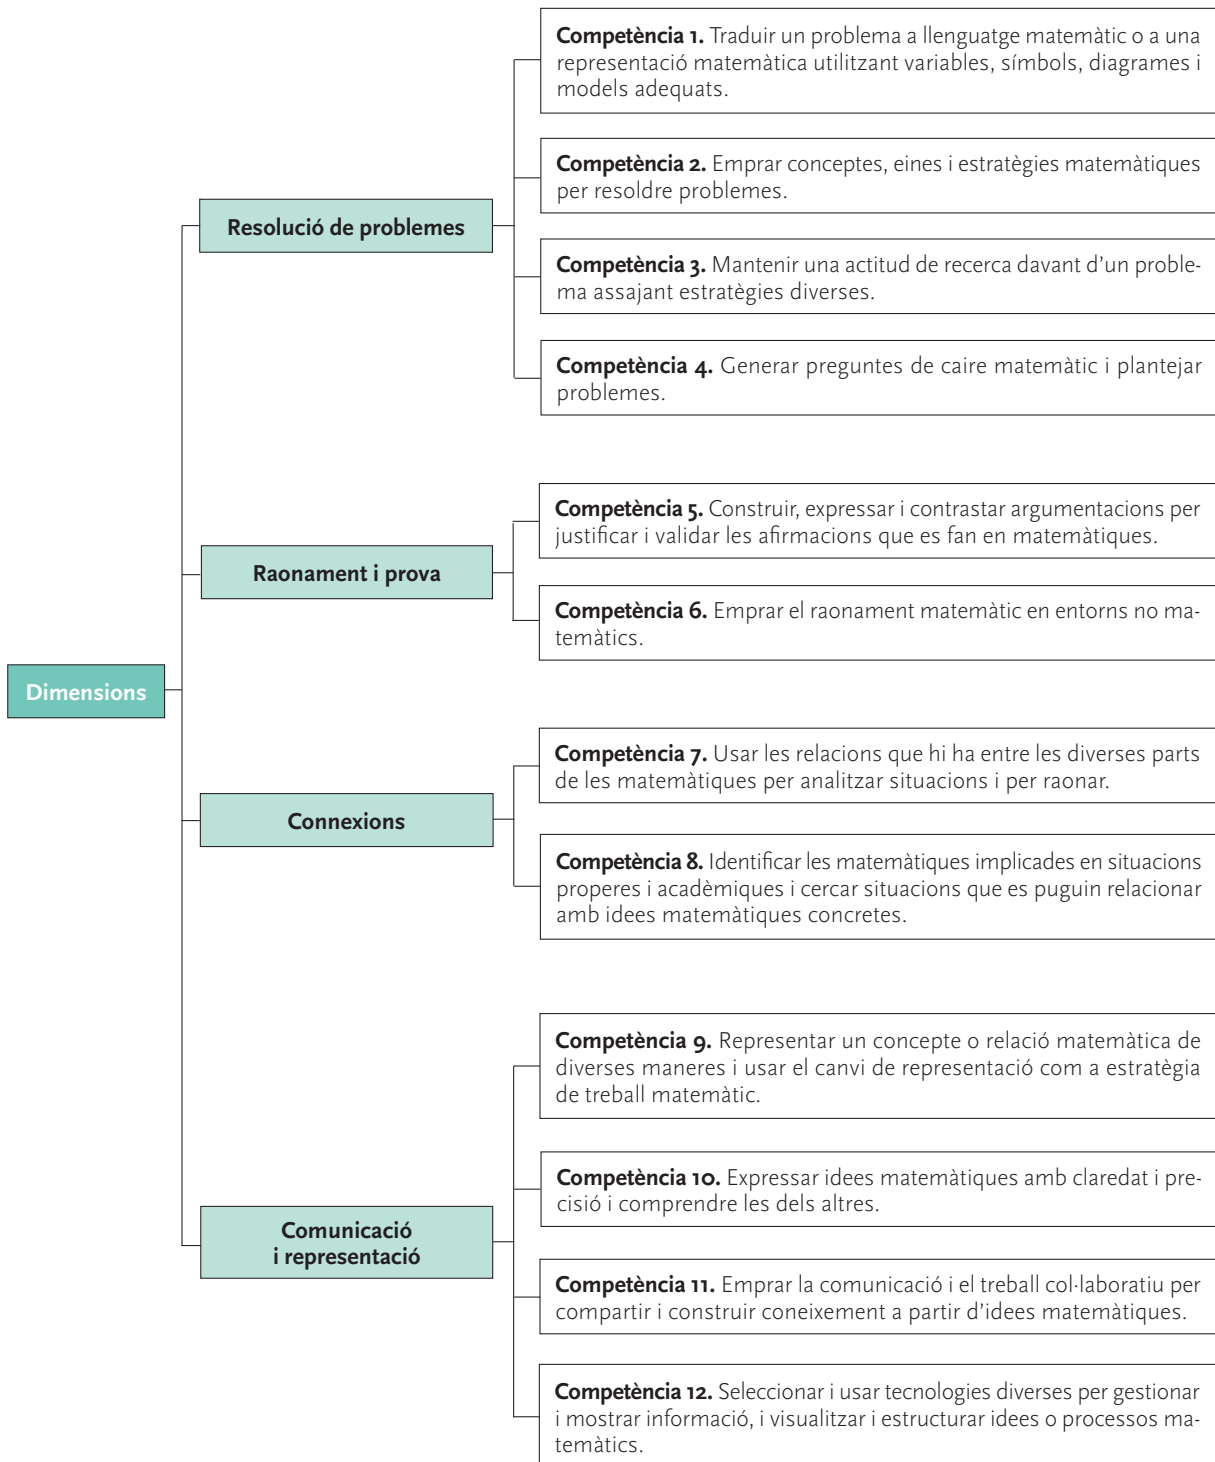 Competència 1. Traduir un problema a llenguatge matemàtic o a una
representació matemàtica utilitzant variables, símbols, diagrames i
models adequats.
Competència 2. Emprar conceptes, eines i estratègies matemàtiques
per resoldre problemes.
Resolució de problemes
Competència 3. Mantenir una actitud de recerca davant d’un proble-
ma assajant estratègies diverses.
Competència 4. Generar preguntes de caire matemàtic i plantejar
problemes.
Competència 5. Construir, expressar i contrastar argumentacions per
justificar i validar les afirmacions que es fan en matemàtiques.
Raonament i prova
Competència 6. Emprar el raonament matemàtic en entorns no ma-
temàtics.
Dimensions
Competència 7. Usar les relacions que hi ha entre les diverses parts
de les matemàtiques per analitzar situacions i per raonar.
Connexions
Competència 8. Identificar les matemàtiques implicades en situacions
properes i acadèmiques i cercar situacions que es puguin relacionar
amb idees matemàtiques concretes.
Competència 9. Representar un concepte o relació matemàtica de
diverses maneres i usar el canvi de representació com a estratègia
de treball matemàtic.
Competència 10. Expressar idees matemàtiques amb claredat i pre-
cisió i comprendre les dels altres.
Comunicació
i representació
Competència 11. Emprar la comunicació i el treball col·laboratiu per
compartir i construir coneixement a partir d’idees matemàtiques.
Competència 12. Seleccionar i usar tecnologies diverses per gestionar
i mostrar informació, i visualitzar i estructurar idees o processos ma-
temàtics.